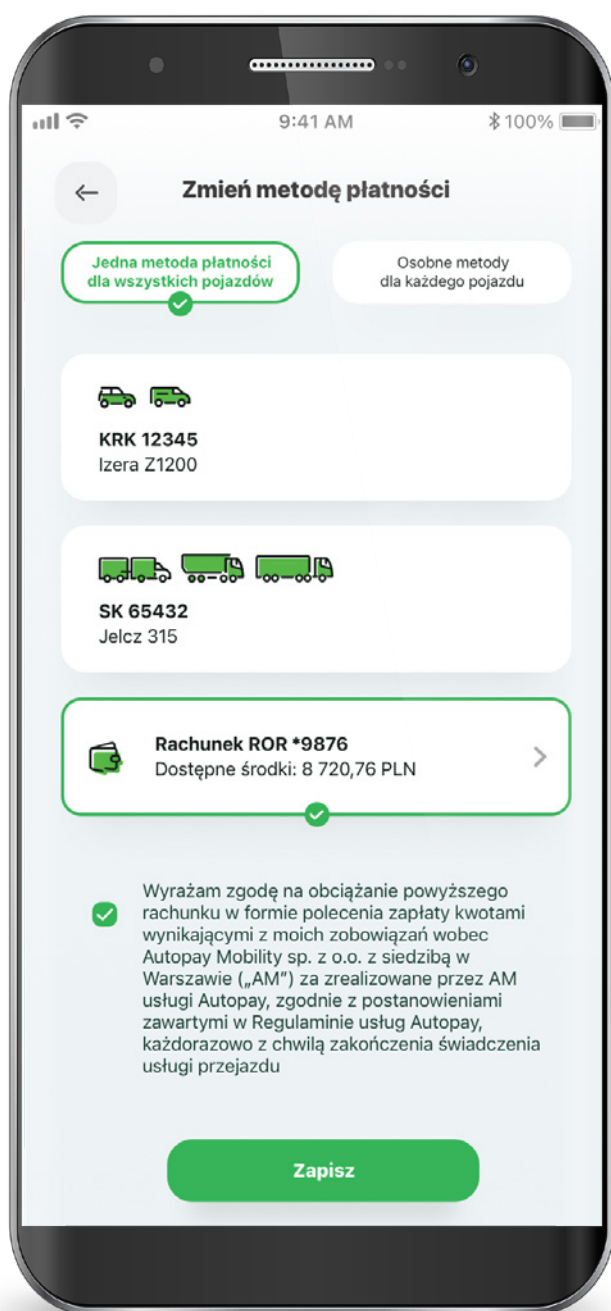 9:41 AM
100%
Zmień metodę płatności
Jedna metoda płatności
dla wszystkich pojazdów
Osobne metody
dla każdego pojazdu
KRK 12345
Izera Z1200
SK 65432
Jelcz 315
Rachunek ROR *9876
Dostępne środki: 8 720,76 PLN
Wyrażam zgodę na obciążanie powyższego
rachunku w formie polecenia zapłaty kwotami
wynikającymi z moich zobowiązań wobec
Autopay Mobility sp. z o.o. z siedzibą w
Warszawie („AM”) za zrealizowane przez AM
usługi Autopay, zgodnie z postanowieniami
zawartymi w Regulaminie usług Autopay,
każdorazowo z chwilą zakończenia świadczenia
usługi przejazdu
Zapisz